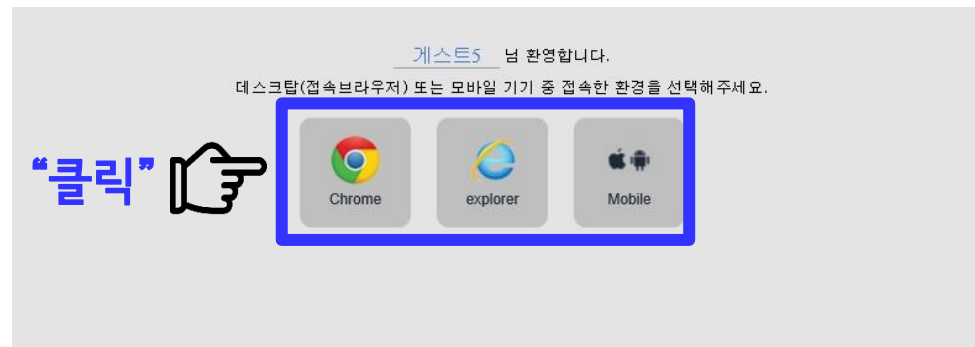 게스트5 님 환영합니다.
데스크탑(접속브라우저) 또는 모바일 기기 중 접속한 환경을 선택해주세요.
“클릭”
Chrome explorer Mobile